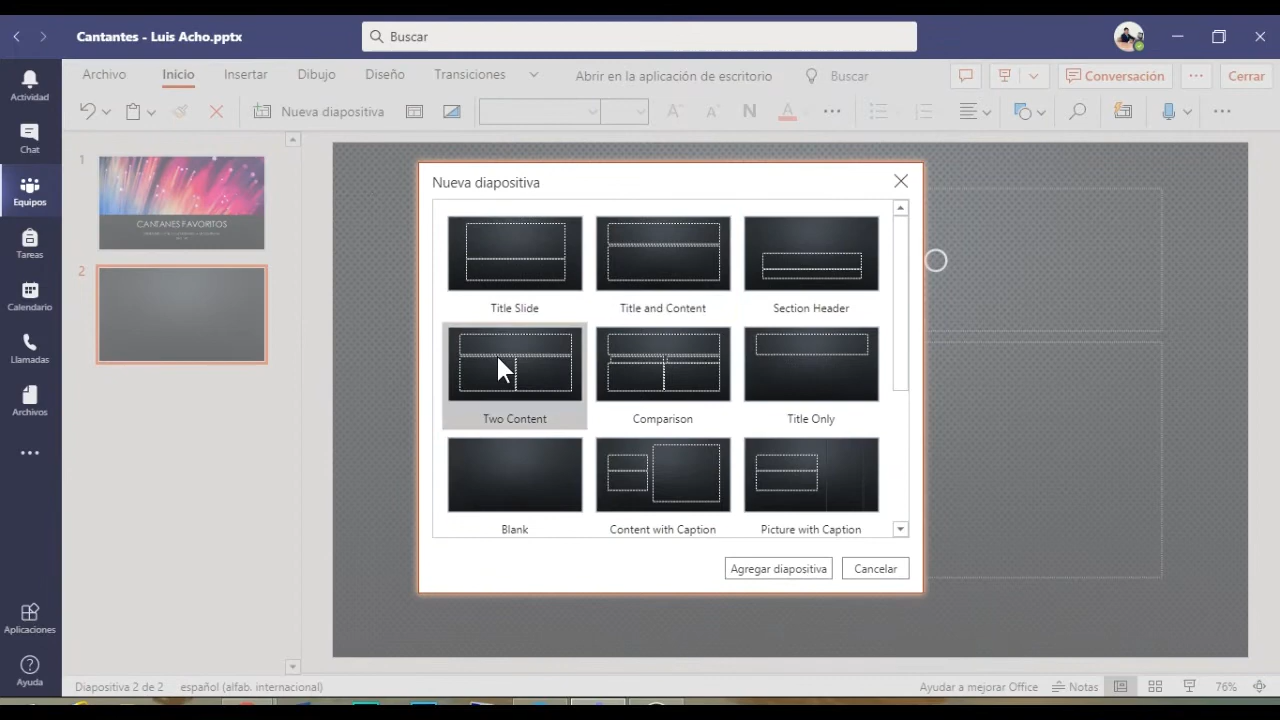 Cantantes - Luis Acho.pptx
Buscar
Archivo Inicio Insertar Dibujo Diseño Transiciones Abrir en la aplicación de escritorio Buscar Conversación Cerrar
Nueva diapositiva N A
Actividad
Chat
Equipos
Tareas
Calendario
Llamadas
Archivos
Aplicaciones
Ayuda
1
CANTANES FAVORITOS
2
Nueva diapositiva
Title Slide Title and Content Section Header
Two Content Comparison Title Only
Blank Content with Caption Picture with Caption
Agregar diapositiva Cancelar
Diapositiva 2 de 2 español (alfab. internacional) Ayudar a mejorar Office Notas 76%